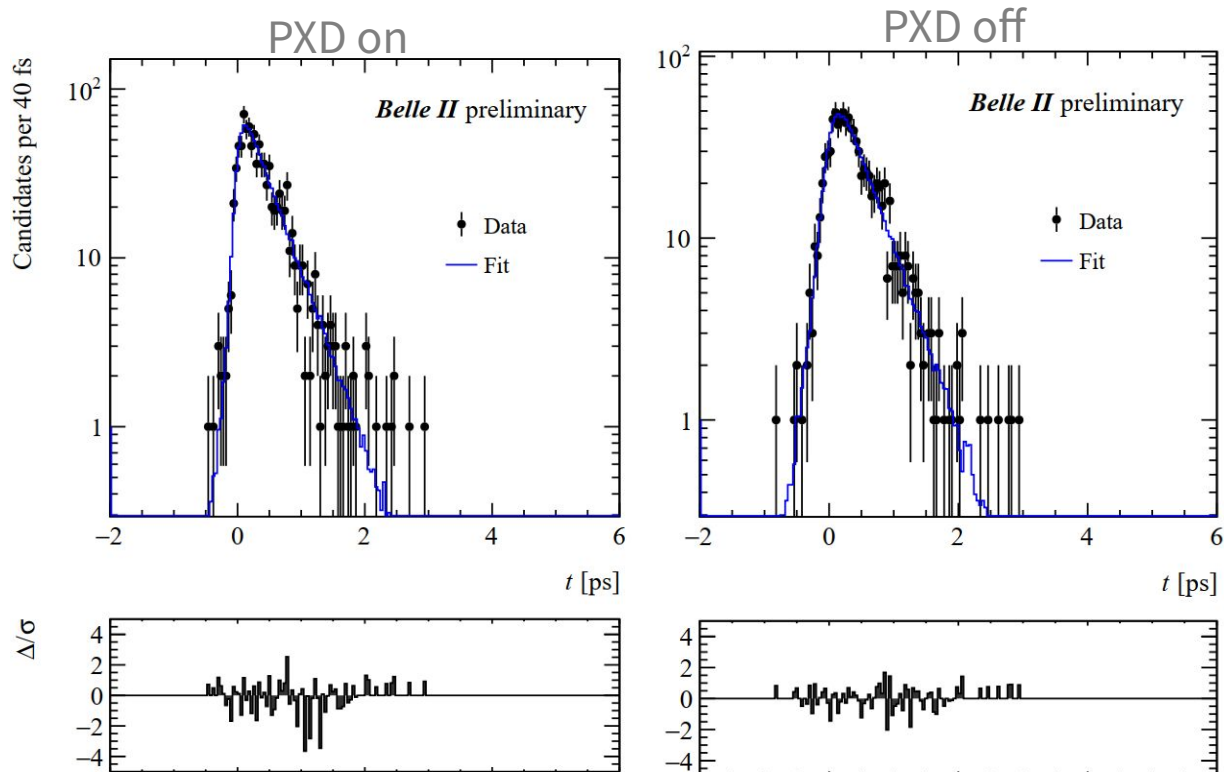 PXD on
Candidates per 40 fs
10²
10
1
Belle II preliminary
Data
Fit
−2 0 2 4 6
t [ps]
Δ/σ
4
2
0
−2
−4
PXD off
10²
10
1
Belle II preliminary
Data
Fit
−2 0 2 4 6
t [ps]
4
2
0
−2
−4